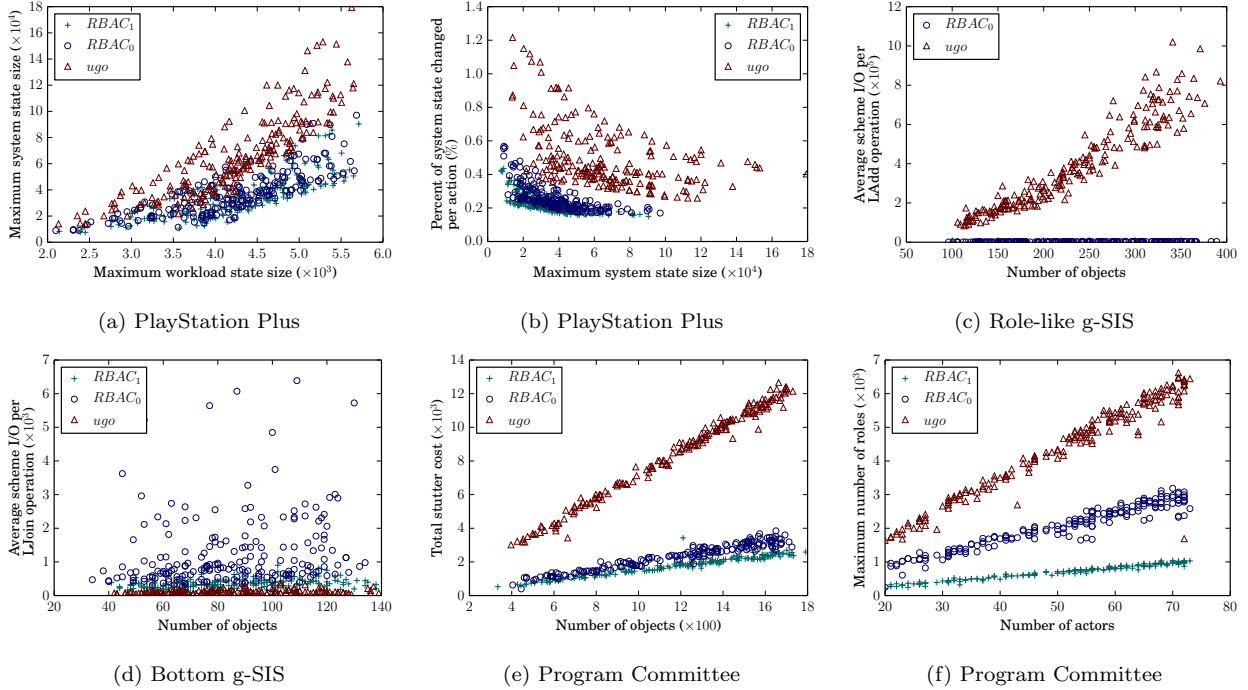 Maximum system state size (×10⁴)
18
16
14
12
10
8
6
4
2
0
RBAC₁
RBAC₀
ugo
2.0 2.5 3.0 3.5 4.0 4.5 5.0 5.5 6.0
Maximum workload state size (×10³)
(a) PlayStation Plus
Percent of system state changed
per action (%)
1.4
1.2
1.0
0.8
0.6
0.4
0.2
0.0
RBAC₁
RBAC₀
ugo
0 2 4 6 8 10 12 14 16 18
Maximum system state size (×10⁴)
(b) PlayStation Plus
Average scheme I/O per
LAdd operation (×10⁵)
12
10
8
6
4
2
0
RBAC₀
ugo
50 100 150 200 250 300 350 400
Number of objects
(c) Role-like g-SIS
Average scheme I/O per
LJoin operation (×10³)
7
6
5
4
3
2
1
0
RBAC₁
RBAC₀
ugo
20 40 60 80 100 120 140
Number of objects
(d) Bottom g-SIS
Total stutter cost (×10³)
14
12
10
8
6
4
2
0
RBAC₁
RBAC₀
ugo
4 6 8 10 12 14 16 18
Number of objects (×100)
(e) Program Committee
Maximum number of roles (×10³)
7
6
5
4
3
2
1
0
RBAC₁
RBAC₀
ugo
20 30 40 50 60 70 80
Number of actors
(f) Program Committee